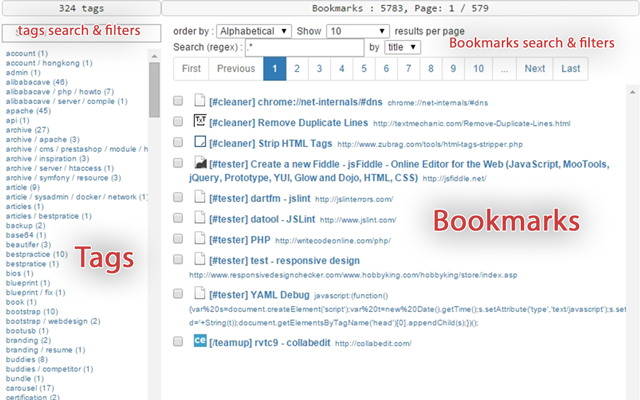 324 tags
Bookmarks : 5783, Page: 1 / 579
tags search & filters
order by : Alphabetical Show 10 results per page
Search (regex) : .* by title
Bookmarks search & filters
First Previous 1 2 3 4 5 6 7 8 9 10 ... Next Last
account (1)
account / hongkong (1)
admin (1)
alibabacave (46)
alibabacave / php / howto (7)
alibabacave / server / compile (1)
apache (45)
api (1)
archive (27)
archive / apache (3)
archive / cms / prestashop / module / h
archive / inspiration (3)
archive / server / htaccess (1)
archive / symfony / resource (3)
article (9)
article / sysadmin / docker / network (1)
articles (1)
articles / bestpratice (1)
backup (2)
base64 (1)
beautifer (3)
bestpractice (10)
bestpratice (1)
bios (1)
blueprint (1)
blueprint / fix (1)
book (1)
bootstrap (10)
bootstrap / webdesign (2)
bootusb (1)
branding (2)
branding / resume (1)
buddies (8)
buddies / competitor (1)
bundle (1)
carousel (17)
certification (2)
Tags
[#cleaner] chrome://net-internals/#dns chrome://net-internals/#dns
[#cleaner] Remove Duplicate Lines http://textmechanic.com/Remove-Duplicate-Lines.html
[#cleaner] Strip HTML Tags http://www.zubrag.com/tools/html-tags-stripper.php
[#tester] Create a new Fiddle - jsFiddle - Online Editor for the Web (JavaScript, MooTools,
jQuery, Prototype, YUI, Glow and Dojo, HTML, CSS) http://jsfiddle.net/
[#tester] dartfm - jslint http://jslinterrors.com/
[#tester] datool - JSLint http://www.jslint.com/
[#tester] PHP http://writecodeonline.com/php/
[#tester] test - responsive design
http://www.responsivedesignchecker.com/www.hobbyking.com/hobbyking/store/index.asp
[#tester] YAML Debug javascript:(function()
{var%20s=document.createElement('script');var%20t=new%20Date().getTime();s.setAttribute('type','text/javascript');s.sett
d='+String(t));document.getElementsByTagName('head')[0].appendChild(s);})();
[/teamup] rvtc9 - collabedit http://collabedit.com/
Bookmarks